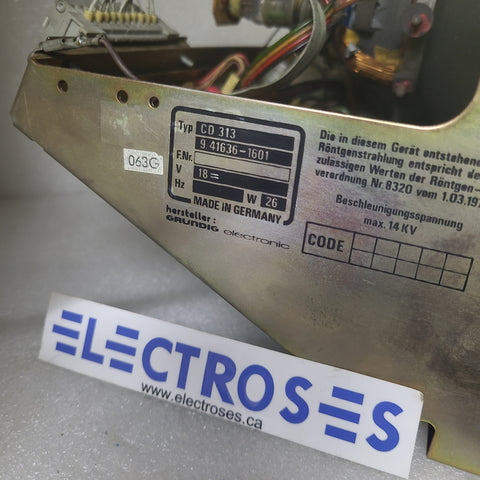 Typ CD 313
9 41636-1601
F.Nr.
V 18 =
Hz W 26
MADE IN GERMANY
hersteller :
GRUNDIG electronic
063G
Die in diesem Gerät entstehende
Röntgenstrahlung entspricht de
zulässigen Werten der Röntgen-
verordnung Nr 8320 vom 1.03.197
Beschleunigungsspannung
max. 14 KV
CODE
ELECTROSES
www.electroses.ca